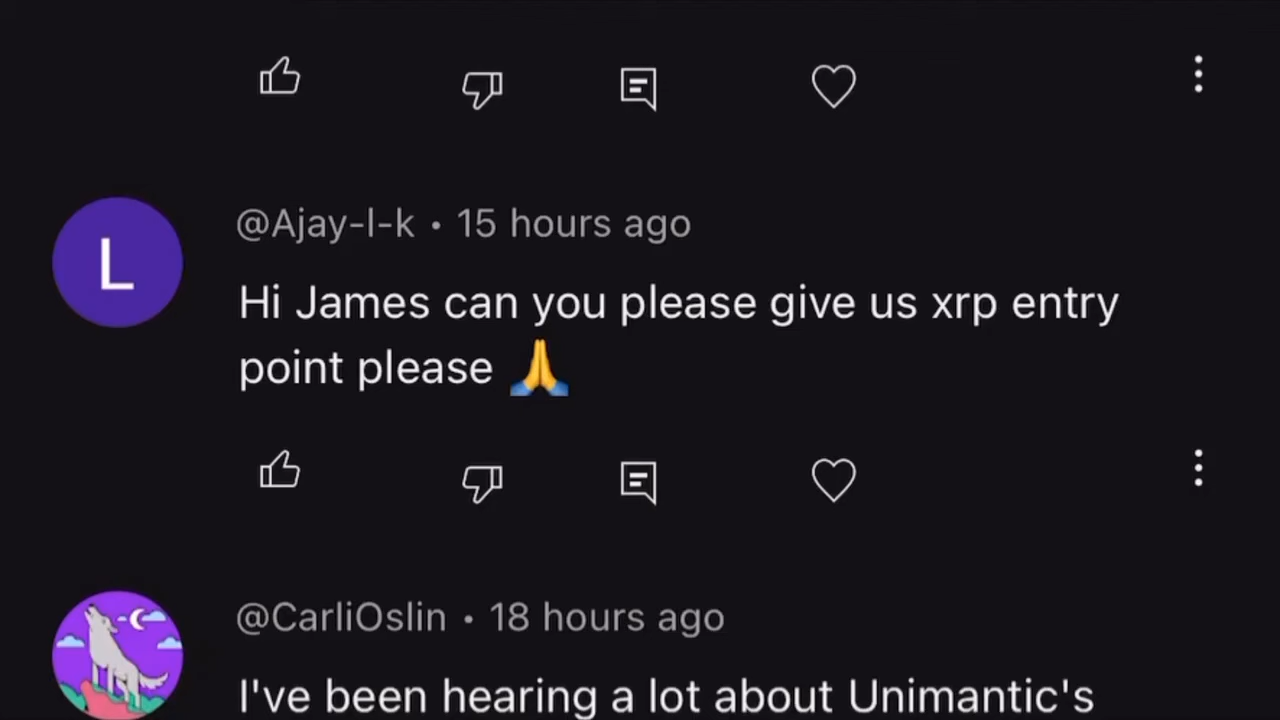 L
@Ajay-l-k • 15 hours ago
Hi James can you please give us xrp entry
point please 🙏
@CarliOslin • 18 hours ago
I've been hearing a lot about Unimantic's